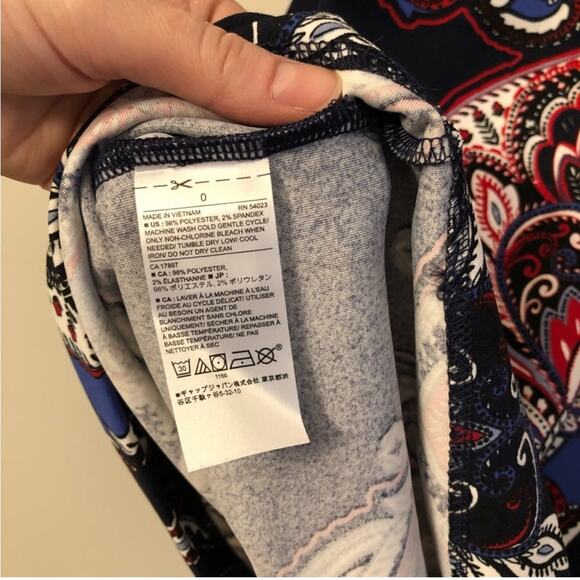 0
MADE IN VIETNAM RN 54023
■ US : 98% POLYESTER, 2% SPANDEX
MACHINE WASH COLD GENTLE CYCLE/
ONLY NON-CHLORINE BLEACH WHEN
NEEDED/ TUMBLE DRY LOW/ COOL
IRON/ DO NOT DRY CLEAN
CA 17897
■ CA : 98% POLYESTER,
2% ÉLASTHANNE ■ JP :
98% ポリエステル, 2% ポリウレタン
■ CA : LAVER À LA MACHINE À L'EAU
FROIDE AU CYCLE DÉLICAT/ UTILISER
AU BESOIN UN AGENT DE
BLANCHIMENT SANS CHLORE
UNIQUEMENT/ SÉCHER À LA MACHINE
À BASSE TEMPÉRATURE/ REPASSER À
BASSE TEMPÉRATURE/ NE PAS
NETTOYER À SEC
30
1166
■ギャップジャパン株式会社 東京都渋
谷区千駄ヶ谷5-32-10